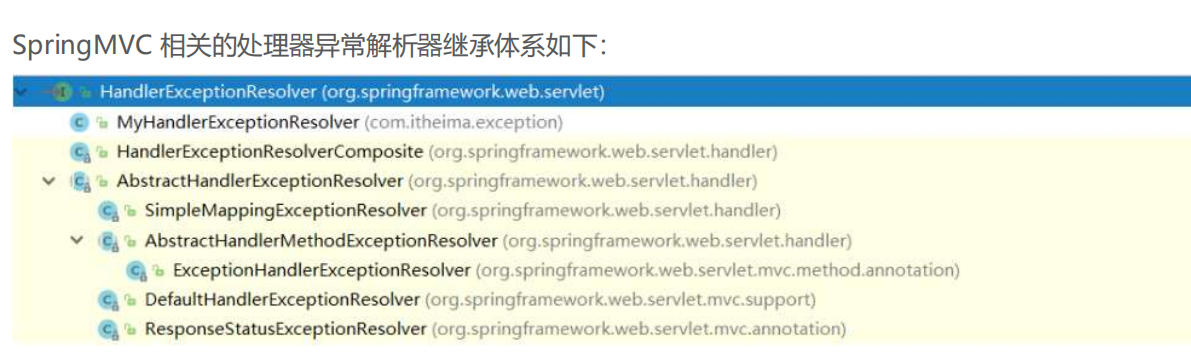 SpringMVC 相关的处理器异常解析器继承体系如下：
HandlerExceptionResolver (org.springframework.web.servlet)
MyHandlerExceptionResolver (com.itheima.exception)
HandlerExceptionResolverComposite (org.springframework.web.servlet.handler)
AbstractHandlerExceptionResolver (org.springframework.web.servlet.handler)
SimpleMappingExceptionResolver (org.springframework.web.servlet.handler)
AbstractHandlerMethodExceptionResolver (org.springframework.web.servlet.handler)
ExceptionHandlerExceptionResolver (org.springframework.web.servlet.mvc.method.annotation)
DefaultHandlerExceptionResolver (org.springframework.web.servlet.mvc.support)
ResponseStatusExceptionResolver (org.springframework.web.servlet.mvc.annotation)